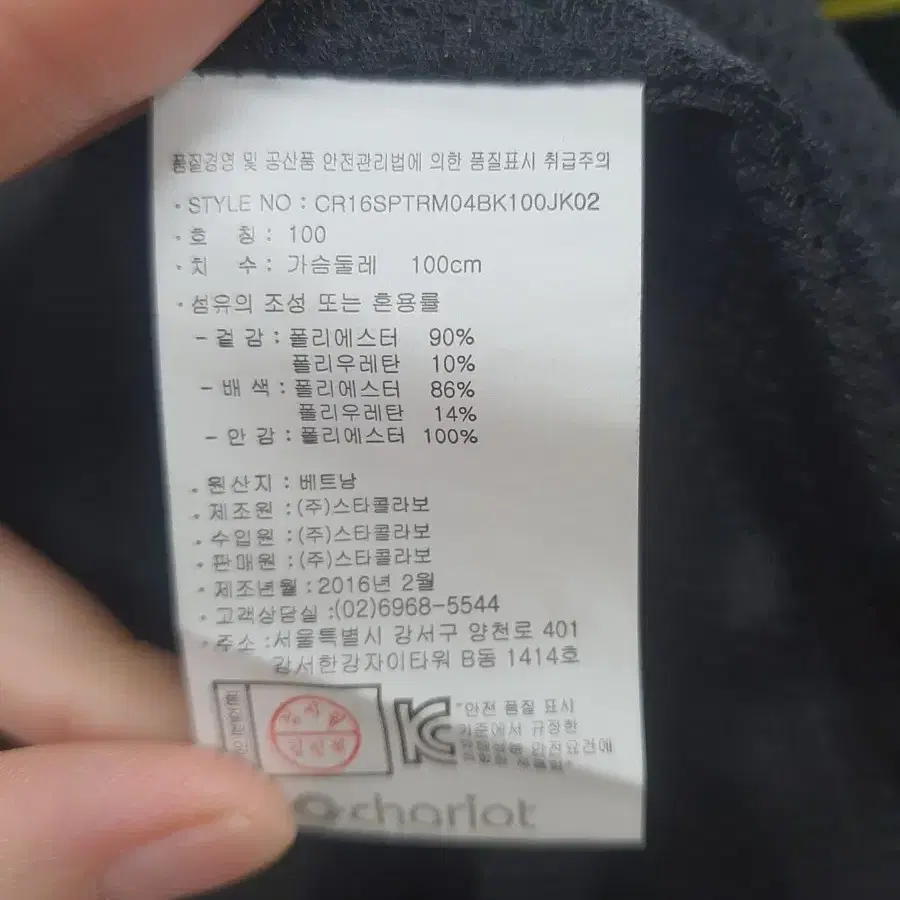 품질경영 및 공산품 안전관리법에 의한 품질표시 취급주의
· STYLE NO : CR16SPTRM04BK100JK02
· 호 칭 : 100
· 치 수 : 가슴둘레 100cm
· 섬유의 조성 또는 혼용률
- 겉 감 : 폴리에스터 90%
폴리우레탄 10%
- 배 색 : 폴리에스터 86%
폴리우레탄 14%
- 안 감 : 폴리에스터 100%
· 원산지 : 베트남
· 제조원 : (주)스타콜라보
· 수입원 : (주)스타콜라보
· 판매원 : (주)스타콜라보
· 제조년월 : 2016년 2월
· 고객상담실 : (02)6968-5544
· 주소 : 서울특별시 강서구 양천로 401
강서한강자이타워 B동 1414호
"안전 품질 표시
기준에서 규정한
안전요건에
charlot